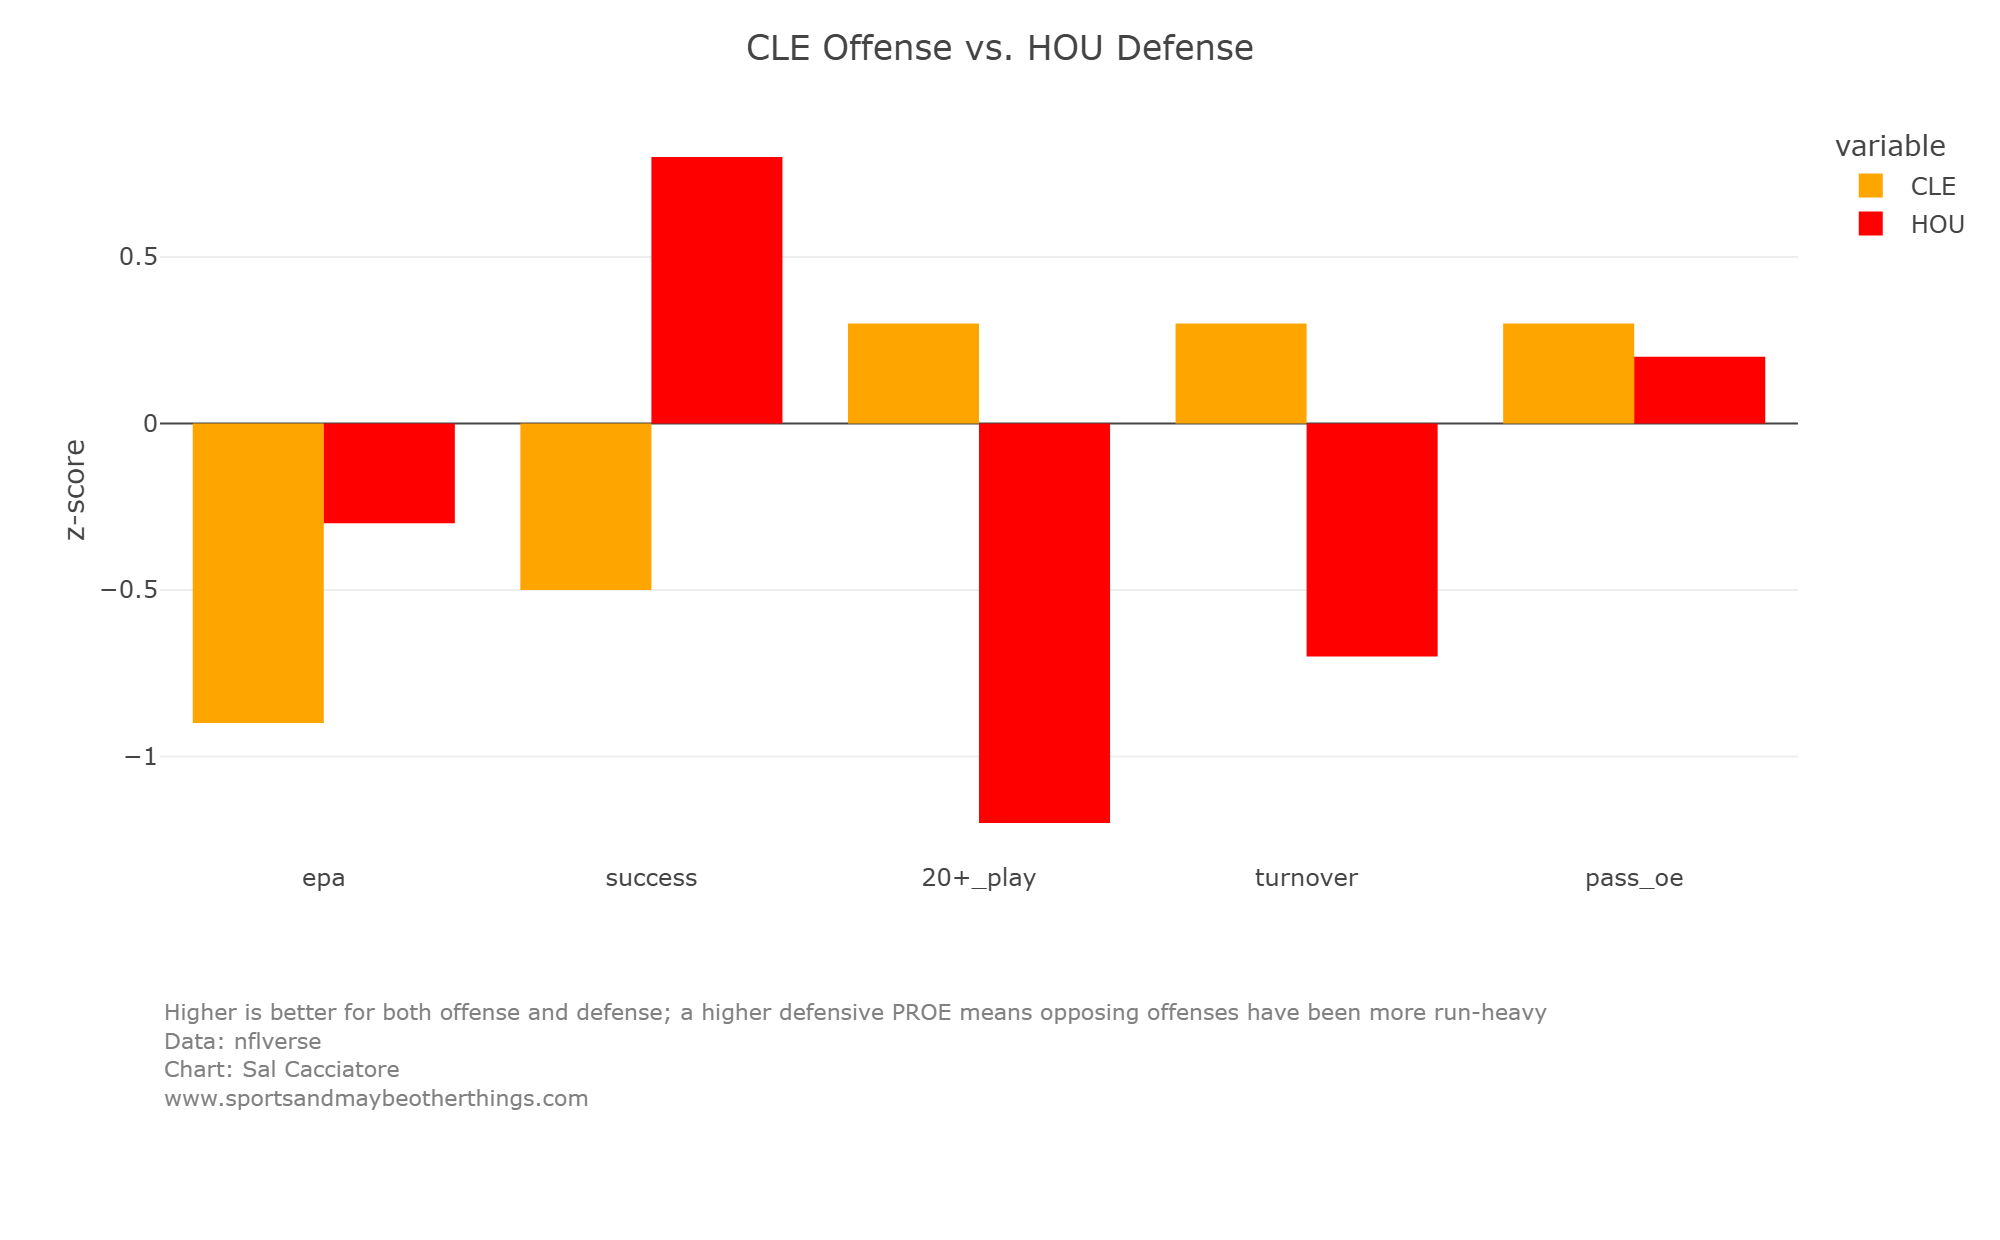 CLE Offense vs. HOU Defense
variable
CLE
HOU
0.5
0
−0.5
−1
z-score
epa
success
20+_play
turnover
pass_oe
Higher is better for both offense and defense; a higher defensive PROE means opposing offenses have been more run-heavy
Data: nflverse
Chart: Sal Cacciatore
www.sportsandmaybeotherthings.com